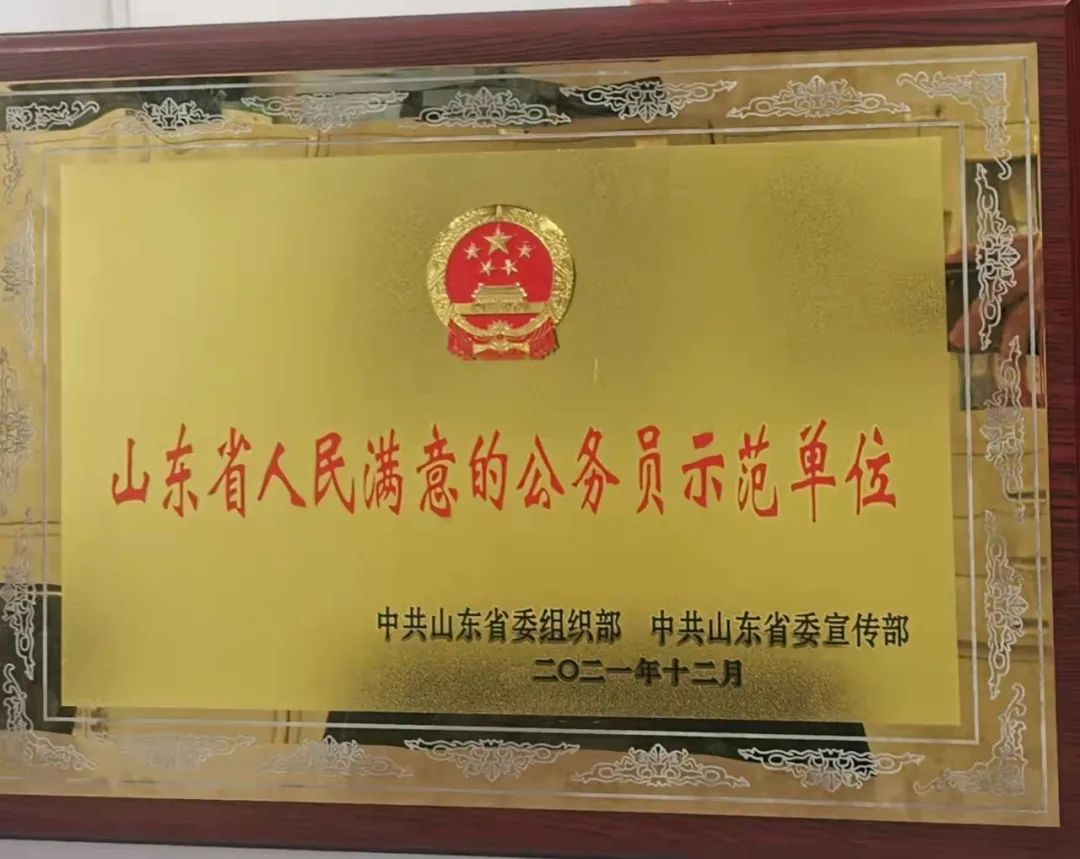 山东省人民满意的公务员示范单位
中共山东省委组织部 中共山东省委宣传部
二〇二一年十二月